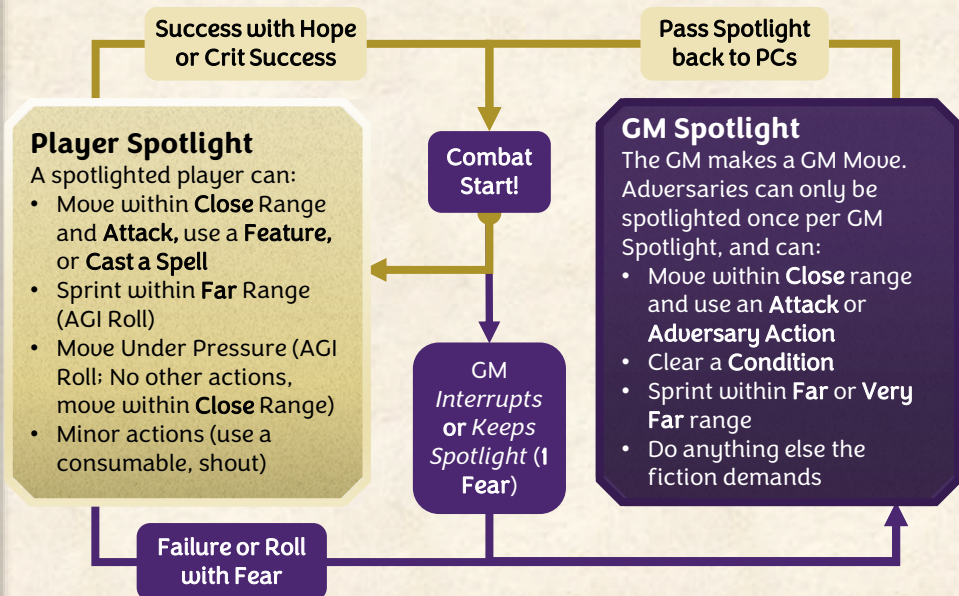 Success with Hope
or Crit Success
Pass Spotlight
back to PCs
Player Spotlight
A spotlighted player can:
• Move within Close Range
and Attack, use a Feature,
or Cast a Spell
• Sprint within Far Range
(AGI Roll)
• Move Under Pressure (AGI
Roll; No other actions,
move within Close Range)
• Minor actions (use a
consumable, shout)
Combat
Start!
GM
Interrupts
or Keeps
Spotlight (1
Fear)
GM Spotlight
The GM makes a GM Move.
Adversaries can only be
spotlighted once per GM
Spotlight, and can:
• Move within Close range
and use an Attack or
Adversary Action
• Clear a Condition
• Sprint within Far or Very
Far range
• Do anything else the
fiction demands
Failure or Roll
with Fear